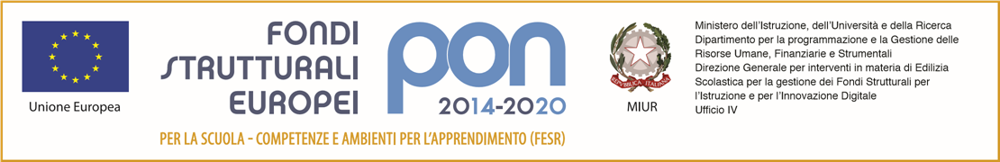 Unione Europea
FONDI
STRUTTURALI
EUROPEI
pon
2014-2020
PER LA SCUOLA - COMPETENZE E AMBIENTI PER L'APPRENDIMENTO (FESR)
REPVBBLICA ITALIANA
MIUR
Ministero dell'Istruzione, dell'Università e della Ricerca
Dipartimento per la programmazione e la Gestione delle
Risorse Umane, Finanziarie e Strumentali
Direzione Generale per interventi in materia di Edilizia
Scolastica per la gestione dei Fondi Strutturali per
l'Istruzione e per l'Innovazione Digitale
Ufficio IV